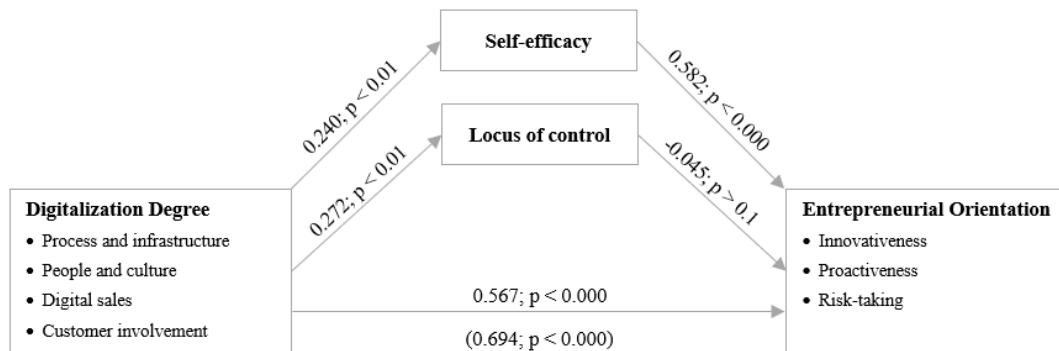 Self-efficacy
0.240; p < 0.01
0.582; p < 0.000
Locus of control
0.272; p < 0.01
-0.045; p > 0.1
Digitalization Degree
• Process and infrastructure
• People and culture
• Digital sales
• Customer involvement
0.567; p < 0.000
(0.694; p < 0.000)
Entrepreneurial Orientation
• Innovativeness
• Proactiveness
• Risk-taking